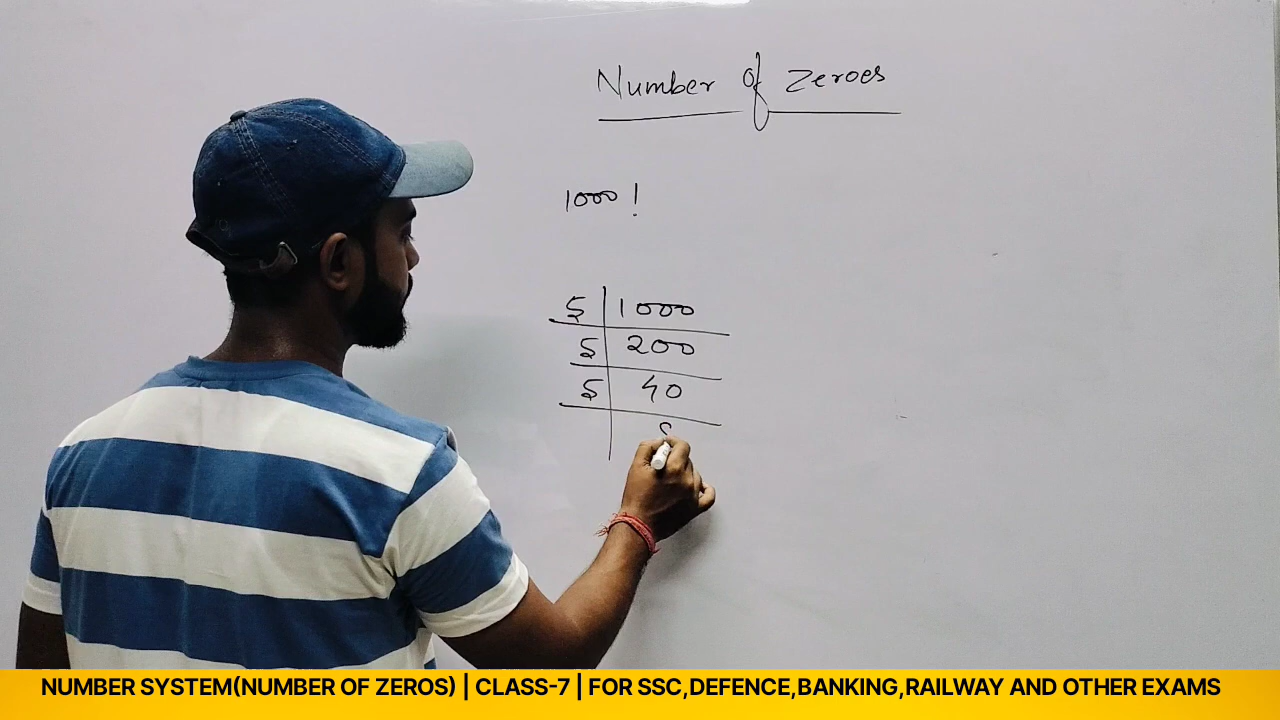 Number of Zeroes
1000 !
5 1000
5 200
5 40
8
NUMBER SYSTEM(NUMBER OF ZEROS) | CLASS-7 | FOR SSC,DEFENCE,BANKING,RAILWAY AND OTHER EXAMS